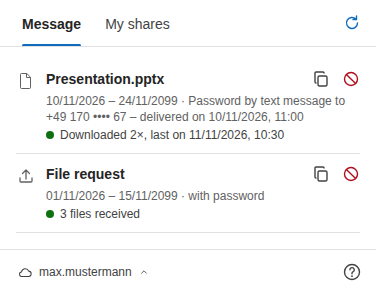 Message My shares
Presentation.pptx
10/11/2026 – 24/11/2099 · Password by text message to
+49 170 •••• 67 – delivered on 10/11/2026, 11:00
Downloaded 2×, last on 11/11/2026, 10:30
File request
01/11/2026 – 15/11/2099 · with password
3 files received
max.mustermann